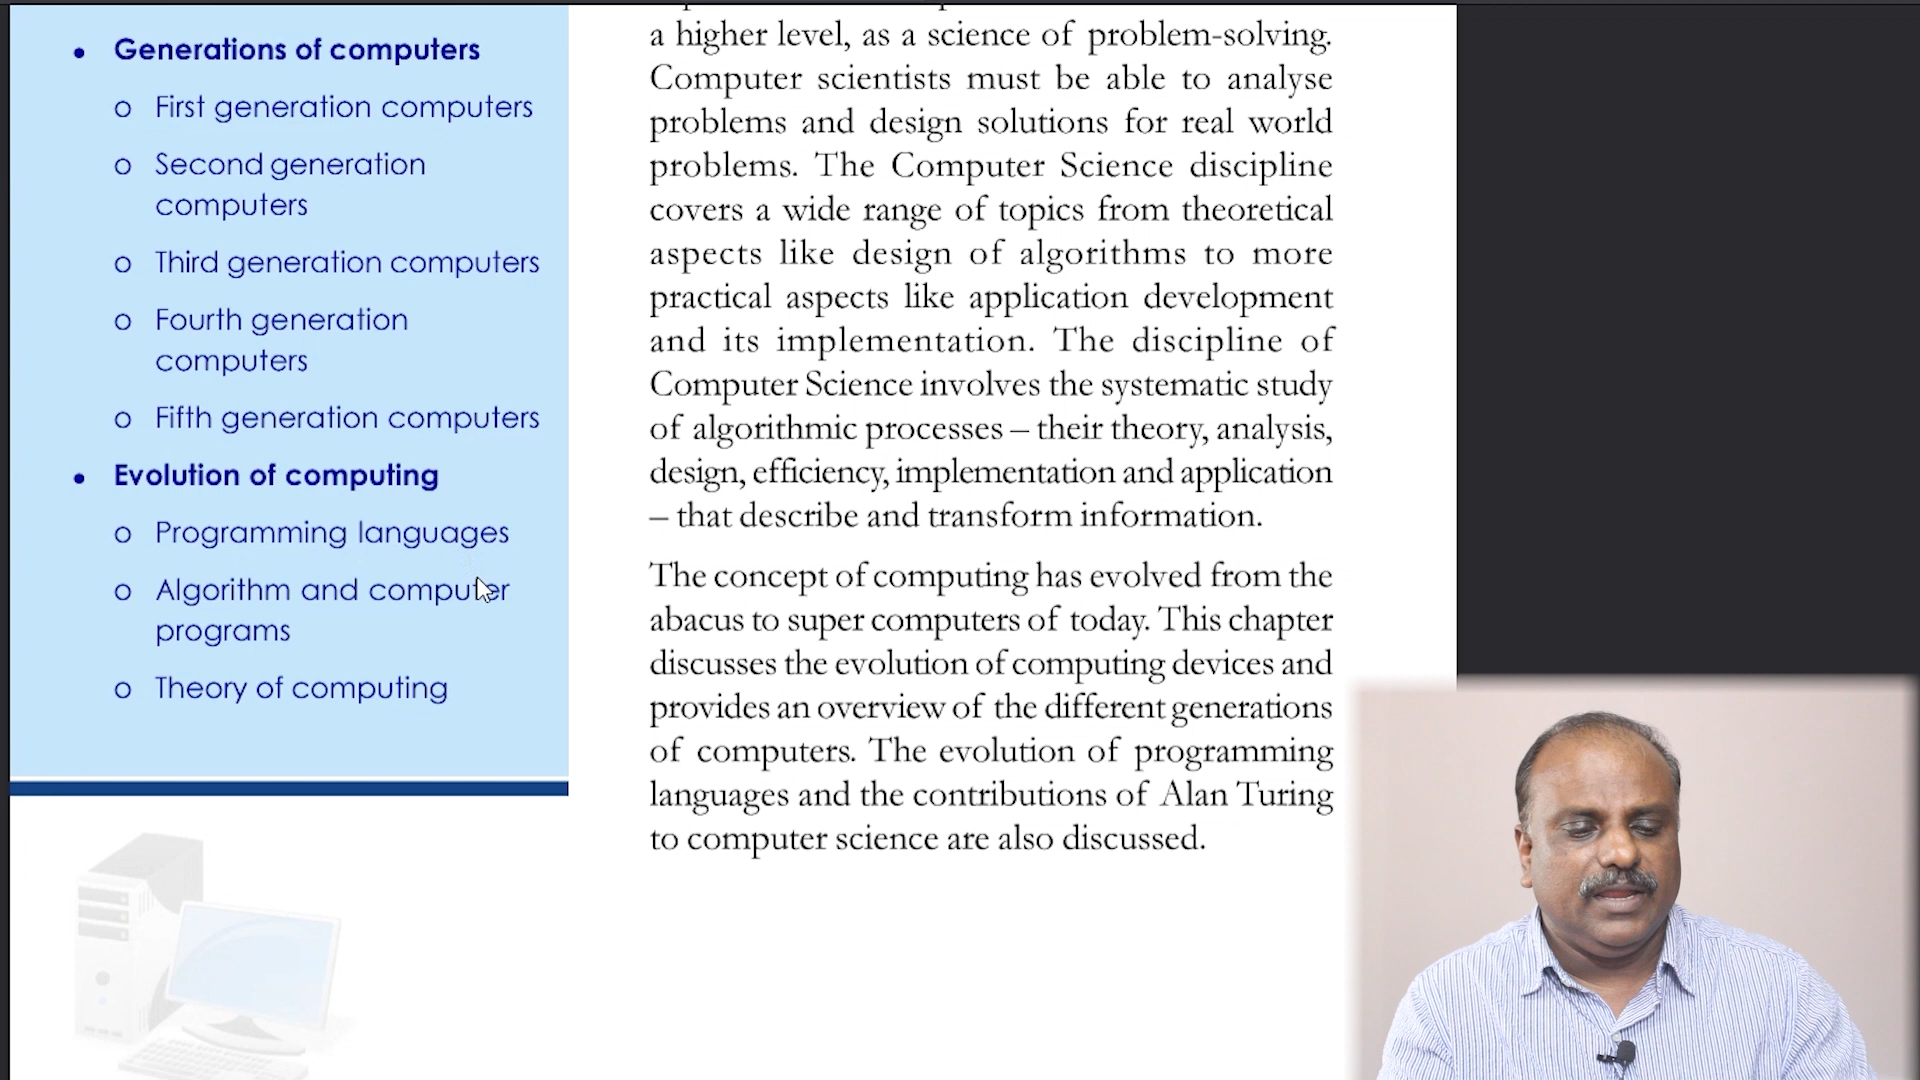 • Generations of computers
o First generation computers
o Second generation
computers
o Third generation computers
o Fourth generation
computers
o Fifth generation computers
• Evolution of computing
o Programming languages
o Algorithm and computer
programs
o Theory of computing
a higher level, as a science of problem-solving.
Computer scientists must be able to analyse
problems and design solutions for real world
problems. The Computer Science discipline
covers a wide range of topics from theoretical
aspects like design of algorithms to more
practical aspects like application development
and its implementation. The discipline of
Computer Science involves the systematic study
of algorithmic processes – their theory, analysis,
design, efficiency, implementation and application
– that describe and transform information.
The concept of computing has evolved from the
abacus to super computers of today. This chapter
discusses the evolution of computing devices and
provides an overview of the different generations
of computers. The evolution of programming
languages and the contributions of Alan Turing
to computer science are also discussed.